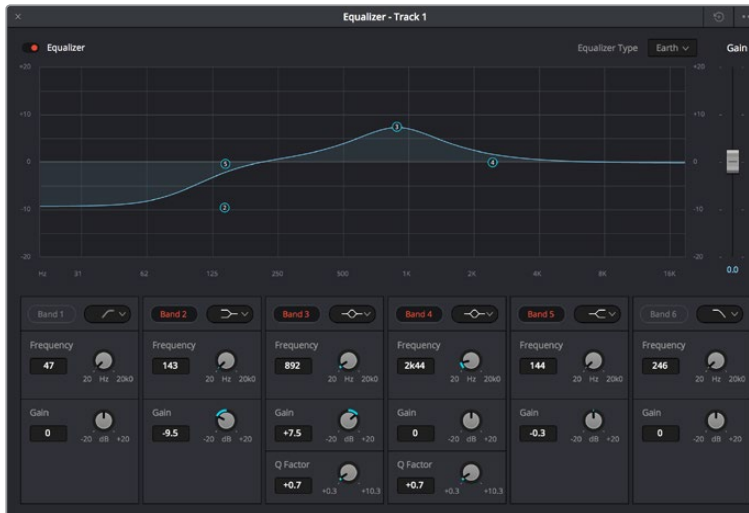 Equalizer - Track 1
Equalizer
Equalizer Type Earth Gain
+20 +20
+10 +10
0 0
-10 -10
-20 -20
Hz 31 62 125 250 500 1K 2K 4K 8K 16K 0.0
3
5
4
2
Band 1 Band 2 Band 3 Band 4 Band 5 Band 6
Frequency Frequency Frequency Frequency Frequency Frequency
47 143 892 2k44 144 246
20 Hz 20k0 20 Hz 20k0 20 Hz 20k0 20 Hz 20k0 20 Hz 20k0 20 Hz 20k0
Gain Gain Gain Gain Gain Gain
0 -9.5 +7.5 0 -0.3 0
-20 dB +20 -20 dB +20 -20 dB +20 -20 dB +20 -20 dB +20 -20 dB +20
Q Factor Q Factor
+0.7 +0.7
+0.3 +10.3 +0.3 +10.3